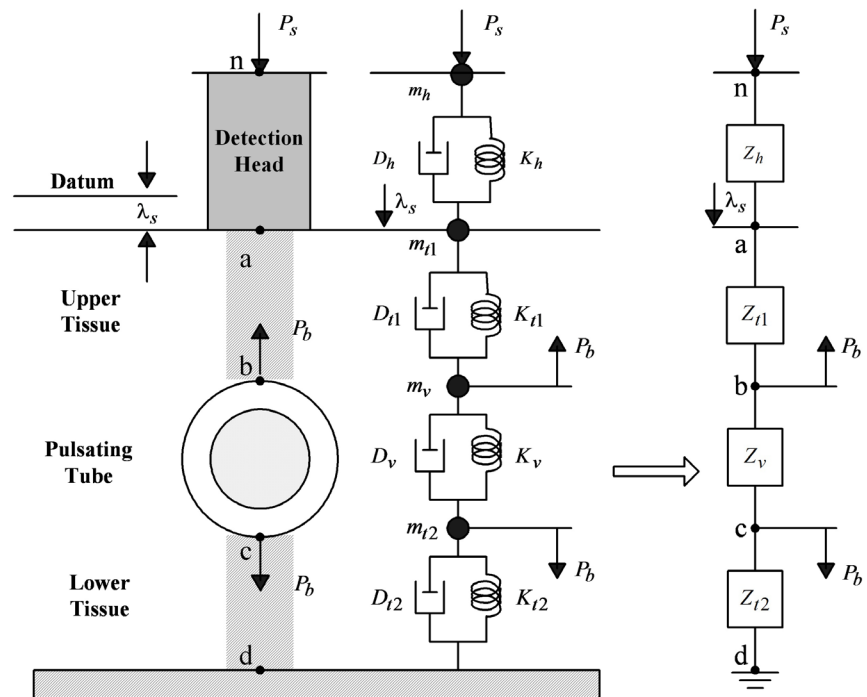 P_s
n
Detection
Head
Datum
λ_s
a
Upper
Tissue
P_b
b
Pulsating
Tube
c
P_b
Lower
Tissue
d
P_s
m_h
D_h
K_h
λ_s
m_t1
D_t1
K_t1
P_b
m_v
D_v
K_v
m_t2
P_b
D_t2
K_t2
P_s
n
Z_h
λ_s
a
Z_t1
P_b
b
Z_v
c
P_b
Z_t2
d